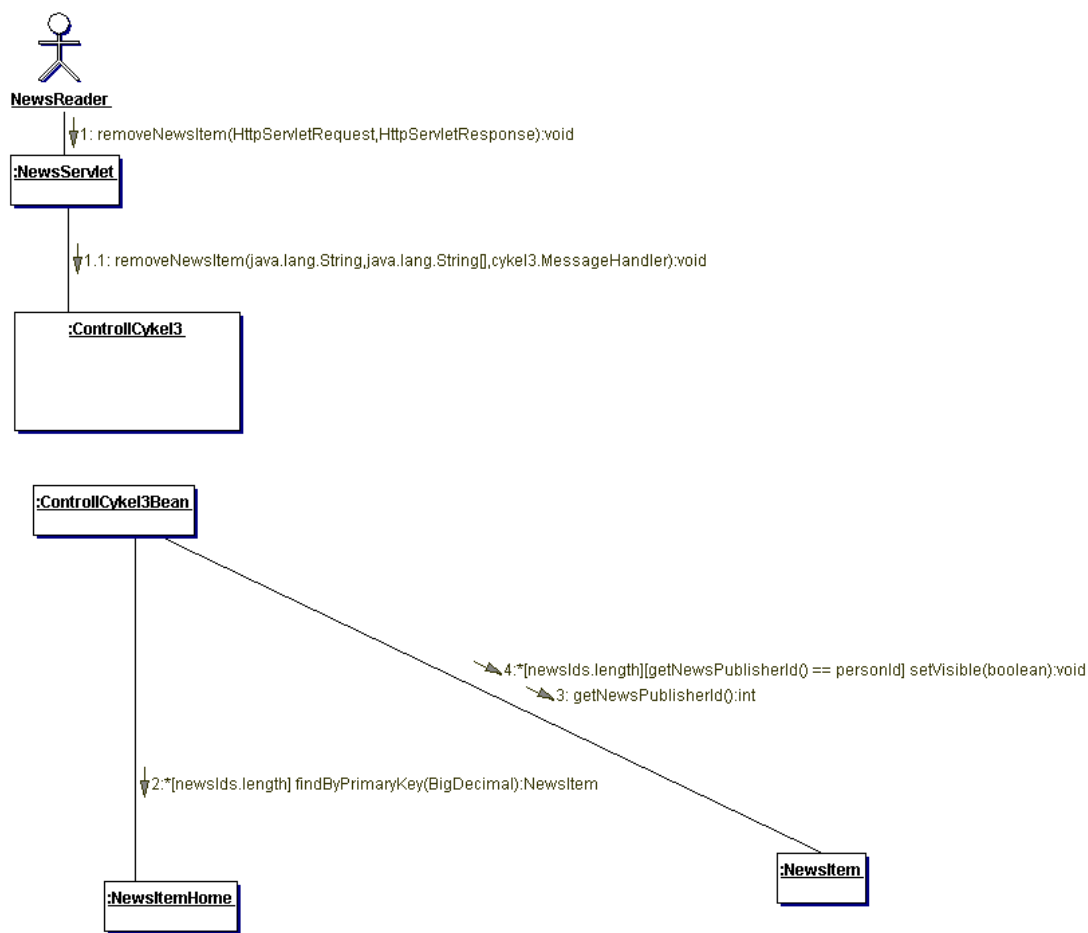 NewsReader
1: removeNewsItem(HttpServletRequest,HttpServletResponse):void
:NewsServlet
1.1: removeNewsItem(java.lang.String,java.lang.String[],cykel3.MessageHandler):void
:ControllCykel3
:ControllCykel3Bean
4:*[newsIds.length][getNewsPublisherId() == personId] setVisible(boolean):void
3: getNewsPublisherId():int
2:*[newsIds.length] findByPrimaryKey(BigDecimal):NewsItem
:NewsItem
:NewsItemHome